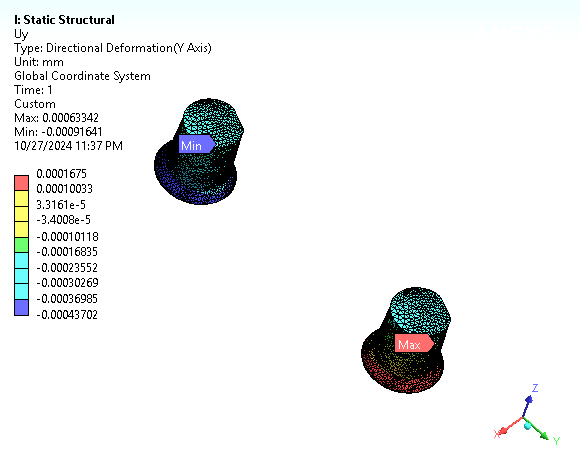 I: Static Structural
Uy
Type: Directional Deformation(Y Axis)
Unit: mm
Global Coordinate System
Time: 1
Custom
Max: 0.00063342
Min: -0.00091641
10/27/2024 11:37 PM
0.0001675
0.00010033
3.3161e-5
-3.4008e-5
-0.00010118
-0.00016835
-0.00023552
-0.00030269
-0.00036985
-0.00043702
Min
Max
Z
X
Y